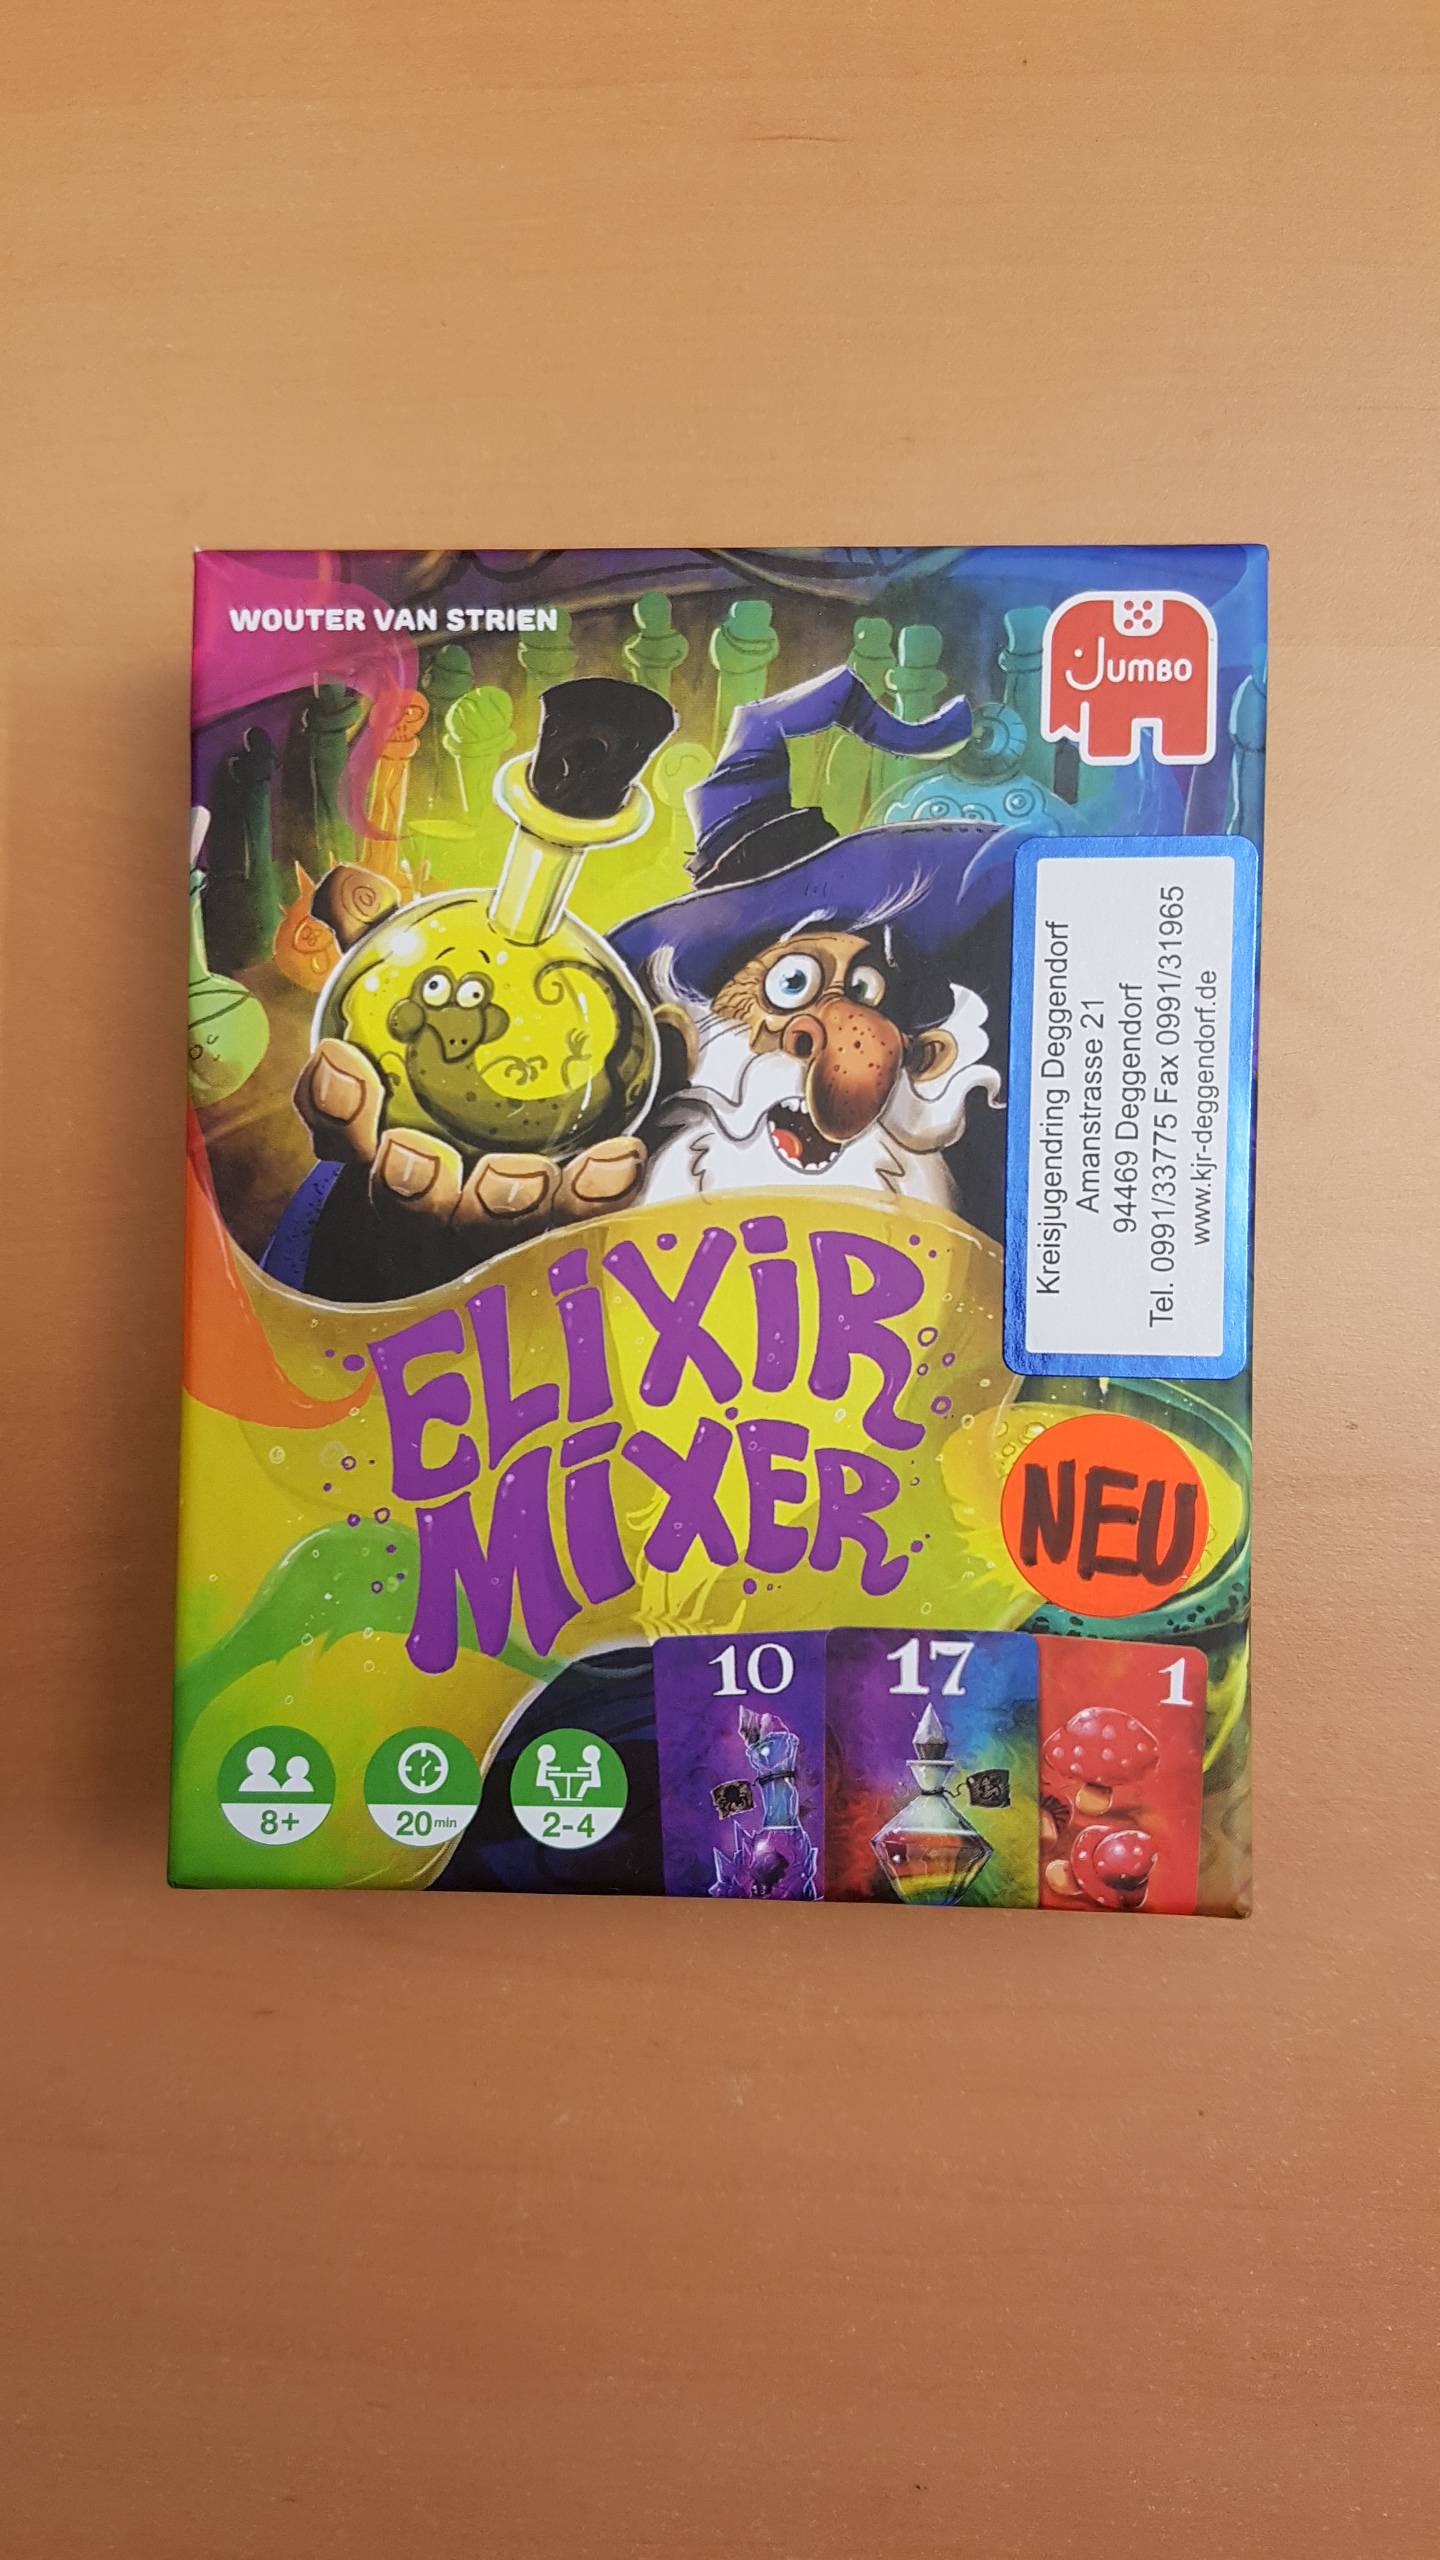 WOUTER VAN STRIEN
JUMBO
Kreisjugendring Deggendorf
Amanstrasse 21
94469 Deggendorf
Tel. 0991/33775 Fax 0991/31965
www.kjr-deggendorf.de
ELiXiR
MiXER
NEU
10
17
1
8+
20 min
2-4